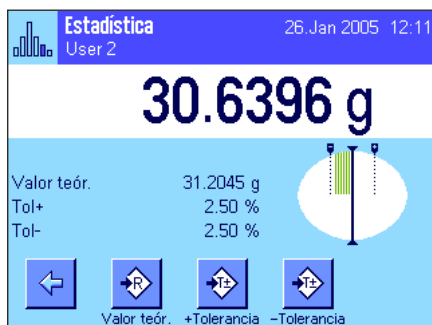 Estadística 26.Jan 2005 12:11
User 2
30.6396 g
Valor teór. 31.2045 g
Tol+ 2.50 %
Tol- 2.50 %
R T± T±
Valor teór. +Tolerancia −Tolerancia